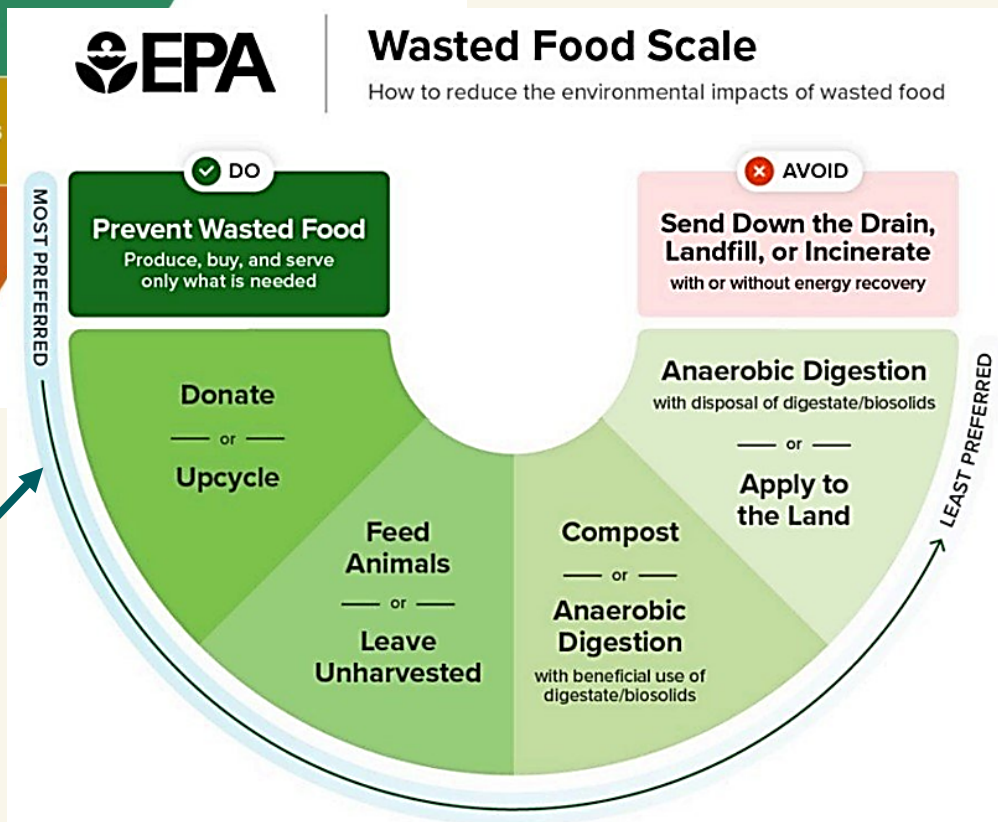 EPA
Wasted Food Scale
How to reduce the environmental impacts of wasted food
DO
Prevent Wasted Food
Produce, buy, and serve
only what is needed
AVOID
Send Down the Drain,
Landfill, or Incinerate
with or without energy recovery
MOST PREFERRED
Donate
or
Upcycle
Feed
Animals
or
Leave
Unharvested
Compost
or
Anaerobic
Digestion
with beneficial use of
digestate/biosolids
Anaerobic Digestion
with disposal of digestate/biosolids
or
Apply to
the Land
LEAST PREFERRED